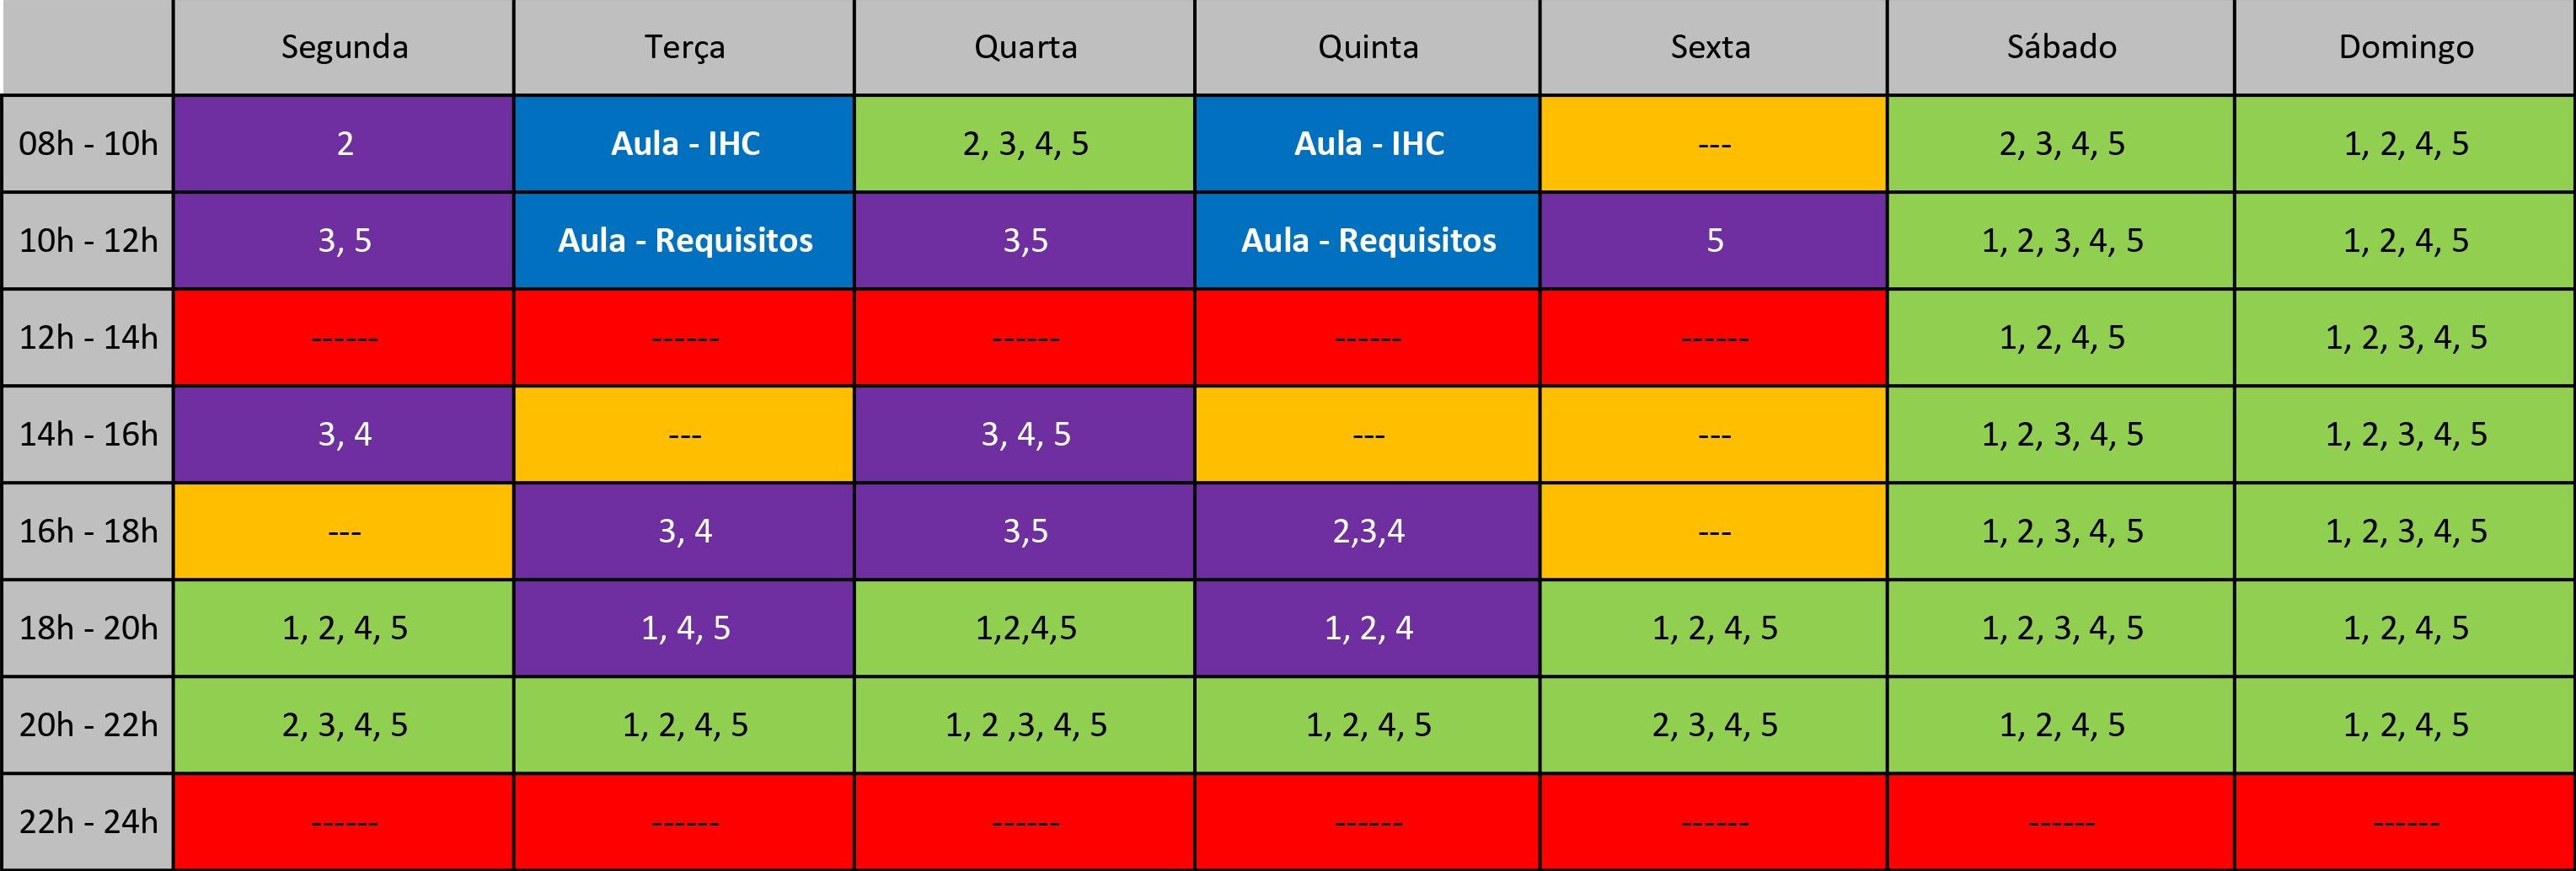 Segunda Terça Quarta Quinta Sexta Sábado Domingo
08h - 10h 2 Aula - IHC 2, 3, 4, 5 Aula - IHC --- 2, 3, 4, 5 1, 2, 4, 5
10h - 12h 3, 5 Aula - Requisitos 3,5 Aula - Requisitos 5 1, 2, 3, 4, 5 1, 2, 4, 5
12h - 14h ------ ------ ------ ------ ------ 1, 2, 4, 5 1, 2, 3, 4, 5
14h - 16h 3, 4 --- 3, 4, 5 --- --- 1, 2, 3, 4, 5 1, 2, 3, 4, 5
16h - 18h --- 3, 4 3,5 2,3,4 --- 1, 2, 3, 4, 5 1, 2, 3, 4, 5
18h - 20h 1, 2, 4, 5 1, 4, 5 1,2,4,5 1, 2, 4 1, 2, 4, 5 1, 2, 3, 4, 5 1, 2, 4, 5
20h - 22h 2, 3, 4, 5 1, 2, 4, 5 1, 2 ,3, 4, 5 1, 2, 4, 5 2, 3, 4, 5 1, 2, 4, 5 1, 2, 4, 5
22h - 24h ------ ------ ------ ------ ------ ------ ------